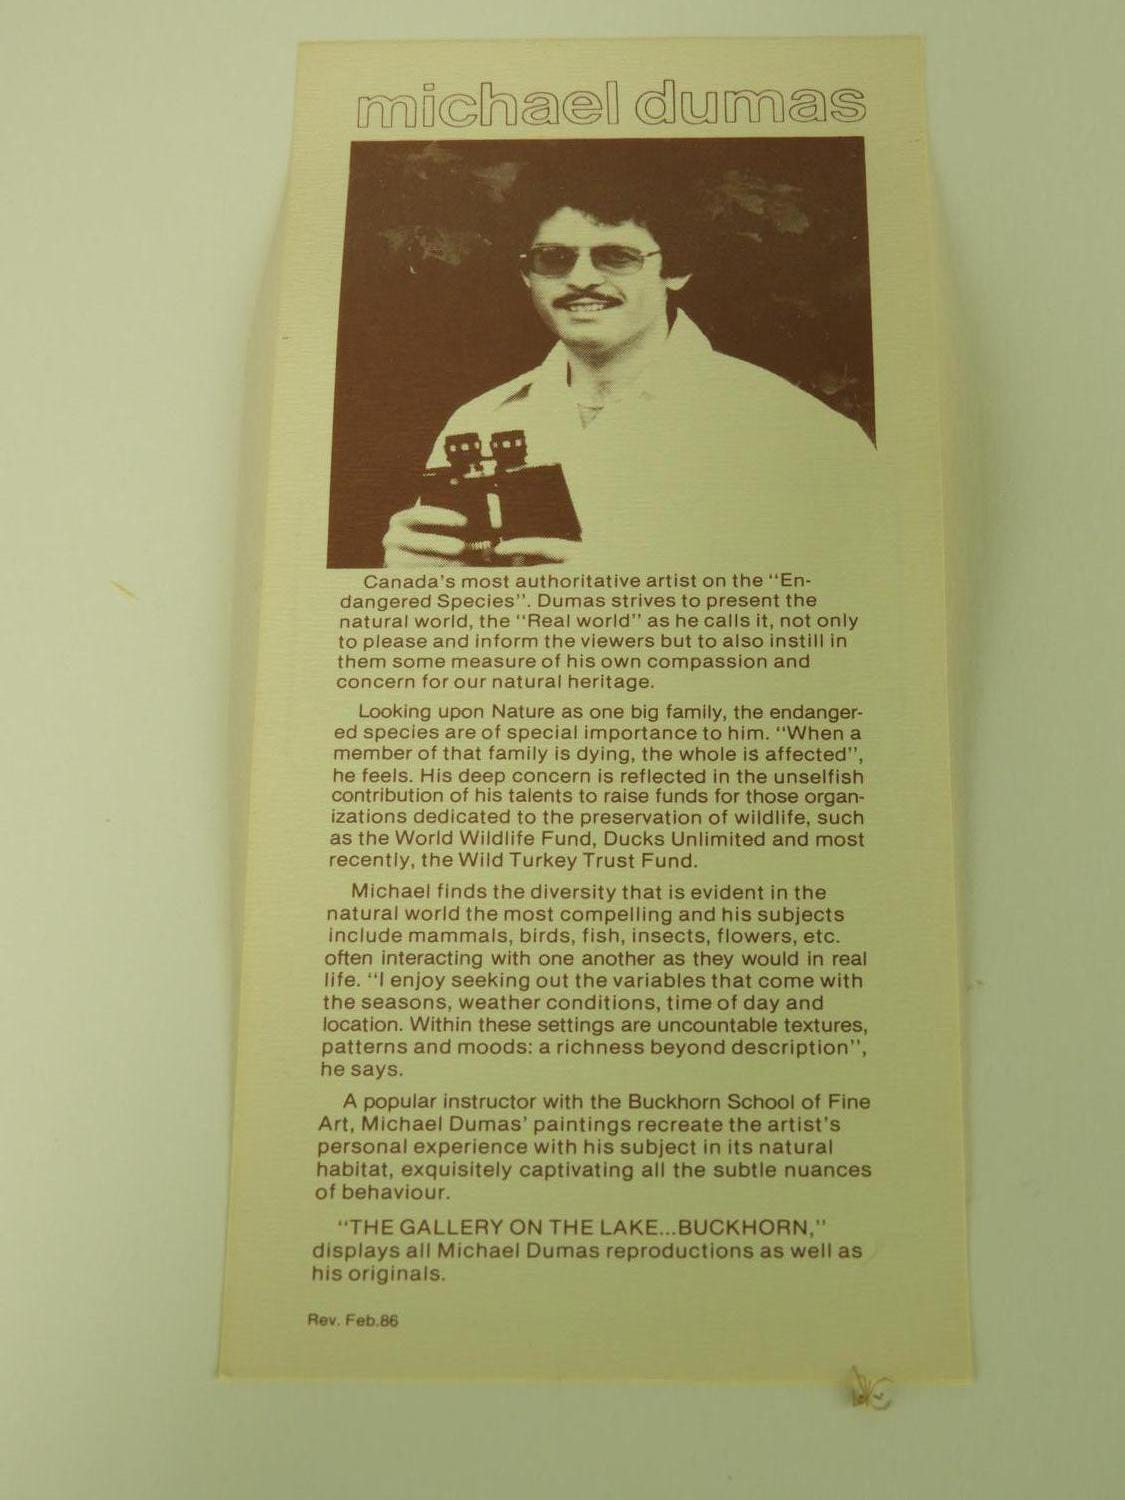 michael dumas
Canada's most authoritative artist on the "En-
dangered Species". Dumas strives to present the
natural world, the "Real world" as he calls it, not only
to please and inform the viewers but to also instill in
them some measure of his own compassion and
concern for our natural heritage.
Looking upon Nature as one big family, the endanger-
ed species are of special importance to him. "When a
member of that family is dying, the whole is affected",
he feels. His deep concern is reflected in the unselfish
contribution of his talents to raise funds for those organ-
izations dedicated to the preservation of wildlife, such
as the World Wildlife Fund, Ducks Unlimited and most
recently, the Wild Turkey Trust Fund.
Michael finds the diversity that is evident in the
natural world the most compelling and his subjects
include mammals, birds, fish, insects, flowers, etc.
often interacting with one another as they would in real
life. "I enjoy seeking out the variables that come with
the seasons, weather conditions, time of day and
location. Within these settings are uncountable textures,
patterns and moods: a richness beyond description",
he says.
A popular instructor with the Buckhorn School of Fine
Art, Michael Dumas' paintings recreate the artist's
personal experience with his subject in its natural
habitat, exquisitely captivating all the subtle nuances
of behaviour.
"THE GALLERY ON THE LAKE...BUCKHORN,"
displays all Michael Dumas reproductions as well as
his originals.
Rev. Feb.86